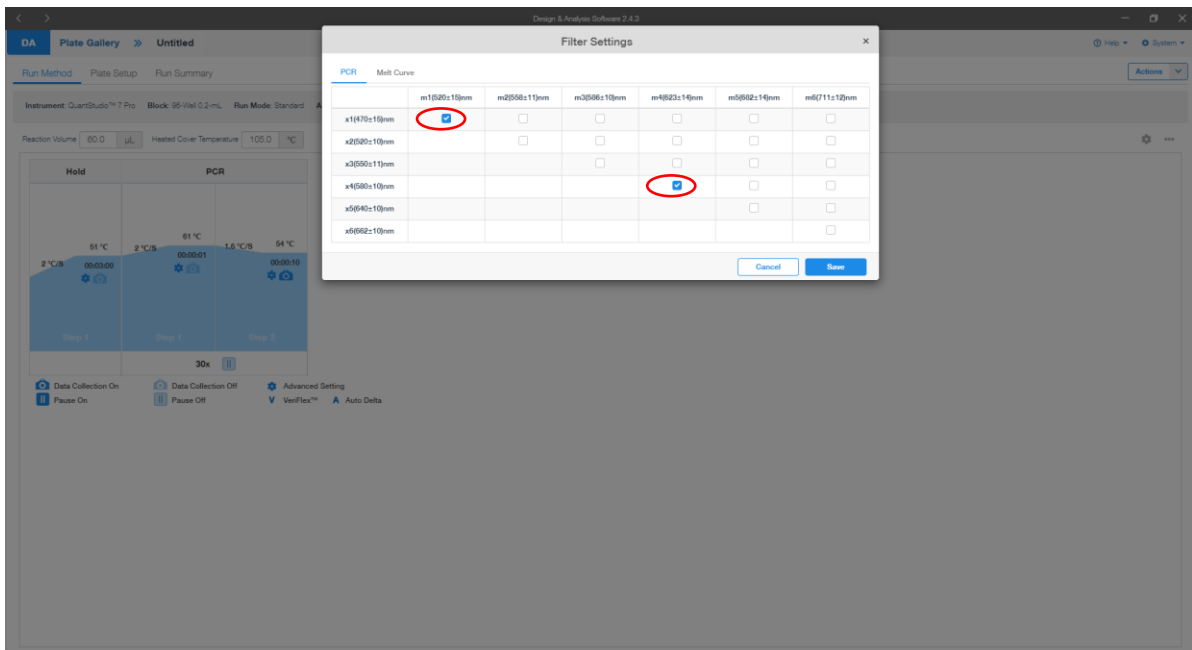 Design & Analysis Software 2.4.3
DA Plate Gallery » Untitled
Help System
Filter Settings
Run Method Plate Setup Run Summary
Actions
PCR Melt Curve
Instrument: QuantStudio™ 7 Pro Block: 96-Well 0.2-mL Run Mode: Standard A
m1(520±15)nm m2(558±11)nm m3(586±10)nm m4(623±14)nm m5(682±14)nm m6(711±12)nm
x1(470±15)nm
x2(520±10)nm
x3(550±11)nm
x4(580±10)nm
x5(640±10)nm
x6(662±10)nm
Cancel Save
Reaction Volume 60.0 µL Heated Cover Temperature 105.0 °C
Hold PCR
51 °C 2 °C/S 61 °C 1.6 °C/S 54 °C
2 °C/S 00:03:00 00:00:01 00:00:10
Step 1 Step 1 Step 2
30x
Data Collection On Data Collection Off Advanced Setting
Pause On Pause Off V VeriFlex™ A Auto Delta